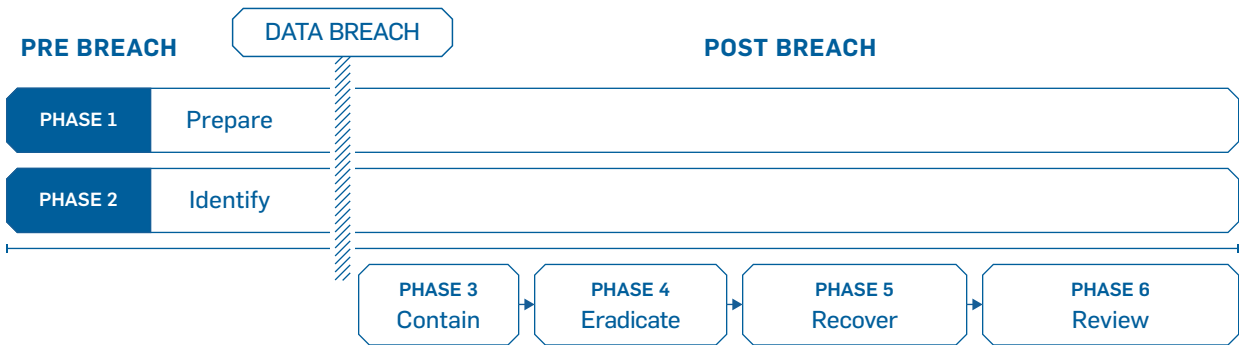 DATA BREACH
PRE BREACH
POST BREACH
PHASE 1
Prepare
PHASE 2
Identify
PHASE 3
Contain
PHASE 4
Eradicate
PHASE 5
Recover
PHASE 6
Review